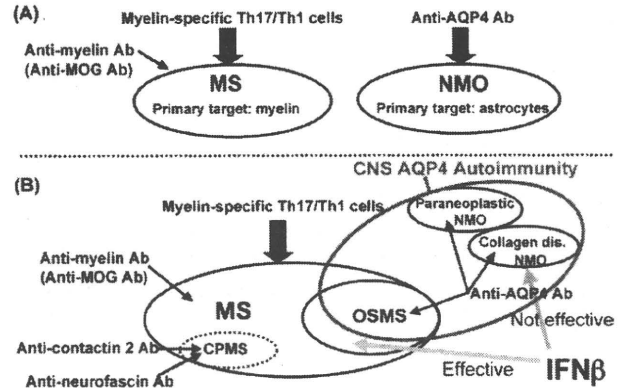 (A)
Myelin-specific Th17/Th1 cells
Anti-AQP4 Ab
Anti-myelin Ab
(Anti-MOG Ab)
MS
Primary target: myelin
NMO
Primary target: astrocytes
(B)
CNS AQP4 Autoimmunity
Myelin-specific Th17/Th1 cells
Paraneoplastic
NMO
Collagen dis.
NMO
Anti-myelin Ab
(Anti-MOG Ab)
MS
OSMS
Anti-AQP4 Ab
Not effective
Anti-contactin 2 Ab
CPMS
Anti-neurofascin Ab
Effective
IFNβ